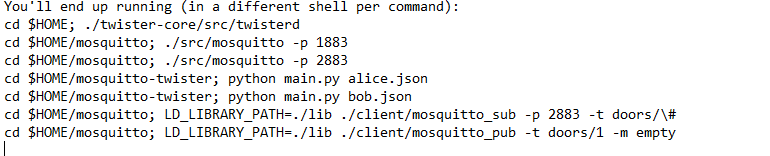 You'll end up running (in a different shell per command):
cd $HOME; ./twister-core/src/twisterd
cd $HOME/mosquitto; ./src/mosquitto -p 1883
cd $HOME/mosquitto; ./src/mosquitto -p 2883
cd $HOME/mosquitto-twister; python main.py alice.json
cd $HOME/mosquitto-twister; python main.py bob.json
cd $HOME/mosquitto; LD_LIBRARY_PATH=./lib ./client/mosquitto_sub -p 2883 -t doors/\#
cd $HOME/mosquitto; LD_LIBRARY_PATH=./lib ./client/mosquitto_pub -t doors/1 -m empty